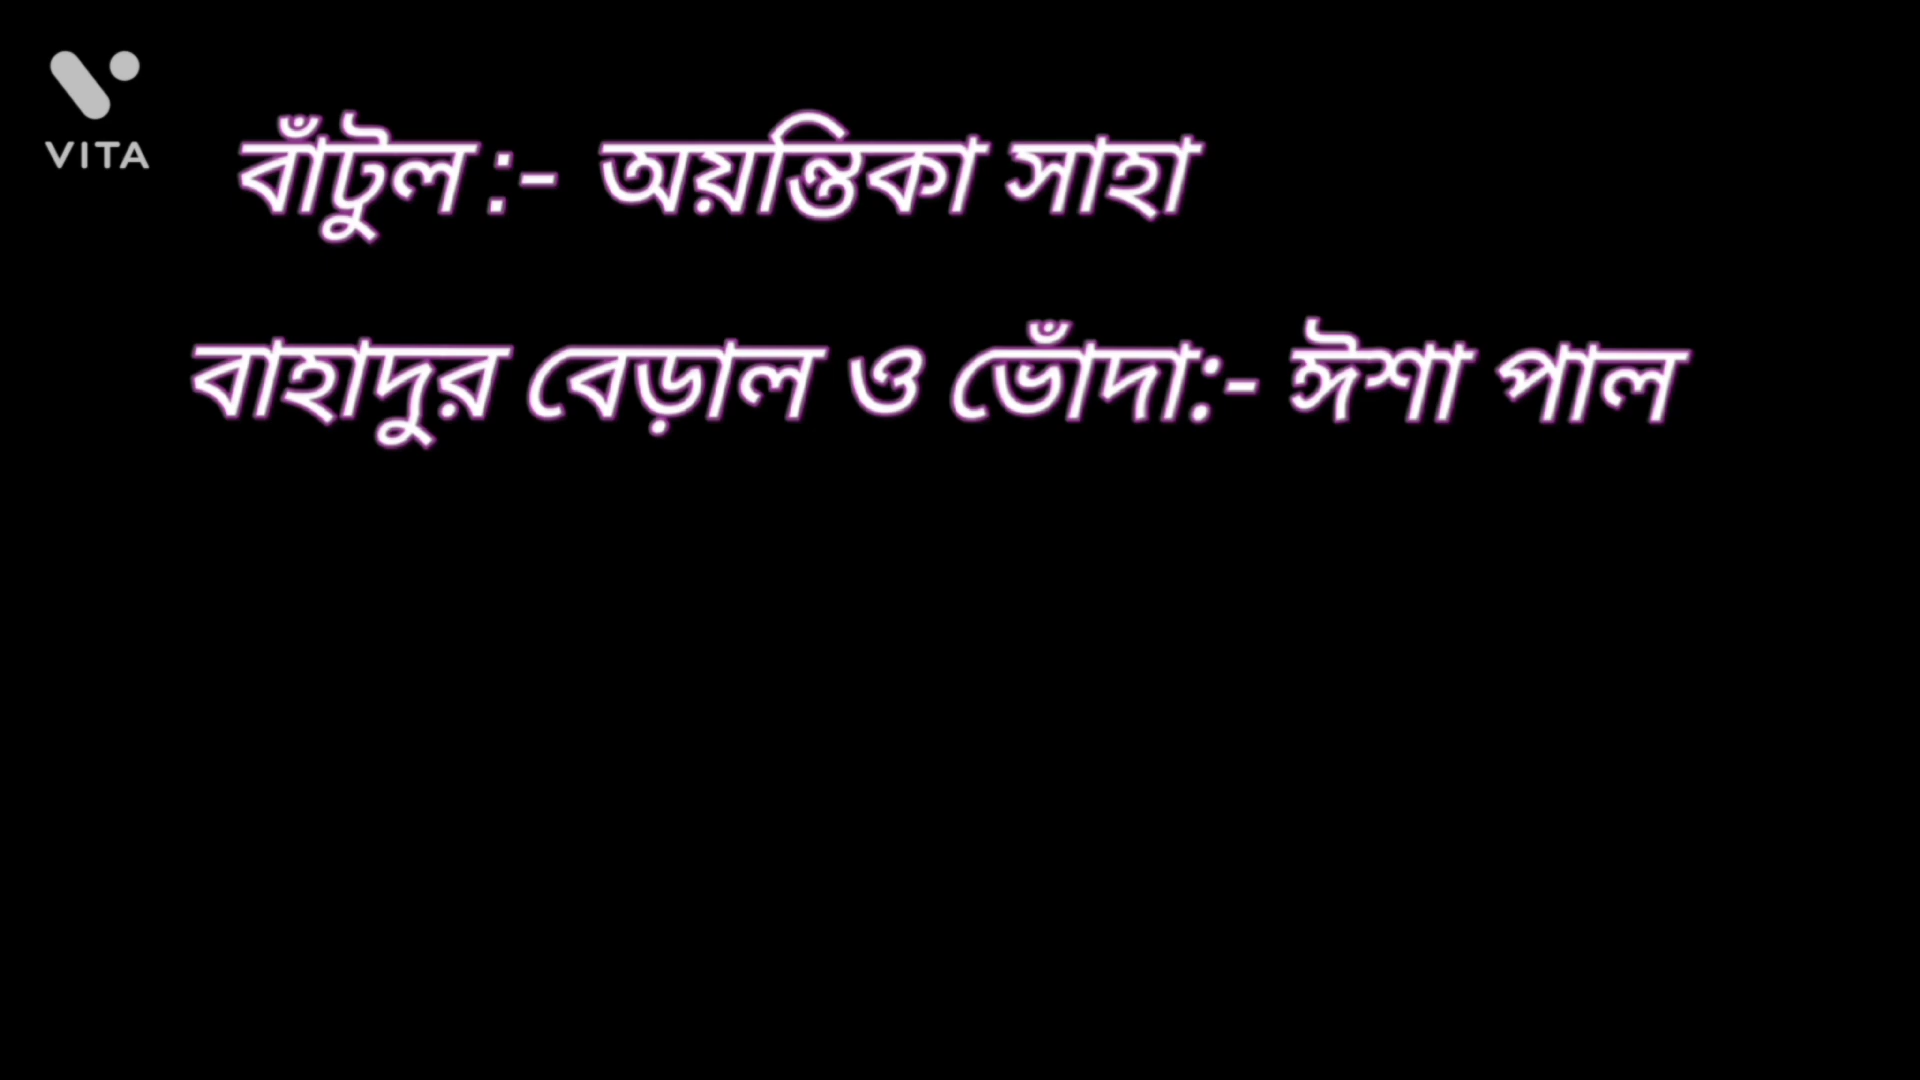 VITA
বাঁটুল :- অয়ন্তিকা সাহা
বাহাদুর বেড়াল ও ভোঁদা:- ঈশা পাল